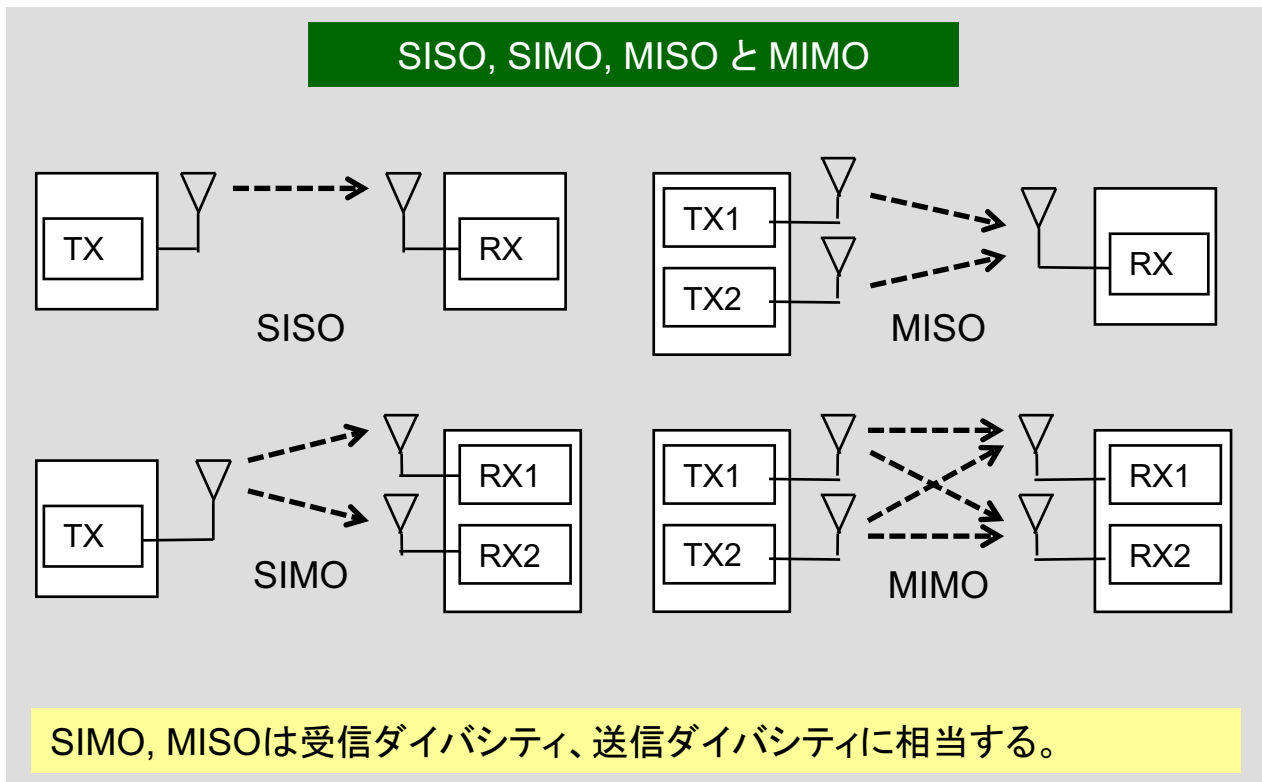 SISO, SIMO, MISO と MIMO
TX
RX
SISO
TX1
TX2
RX
MISO
TX
RX1
RX2
SIMO
TX1
TX2
RX1
RX2
MIMO
SIMO, MISOは受信ダイバシティ、送信ダイバシティに相当する。